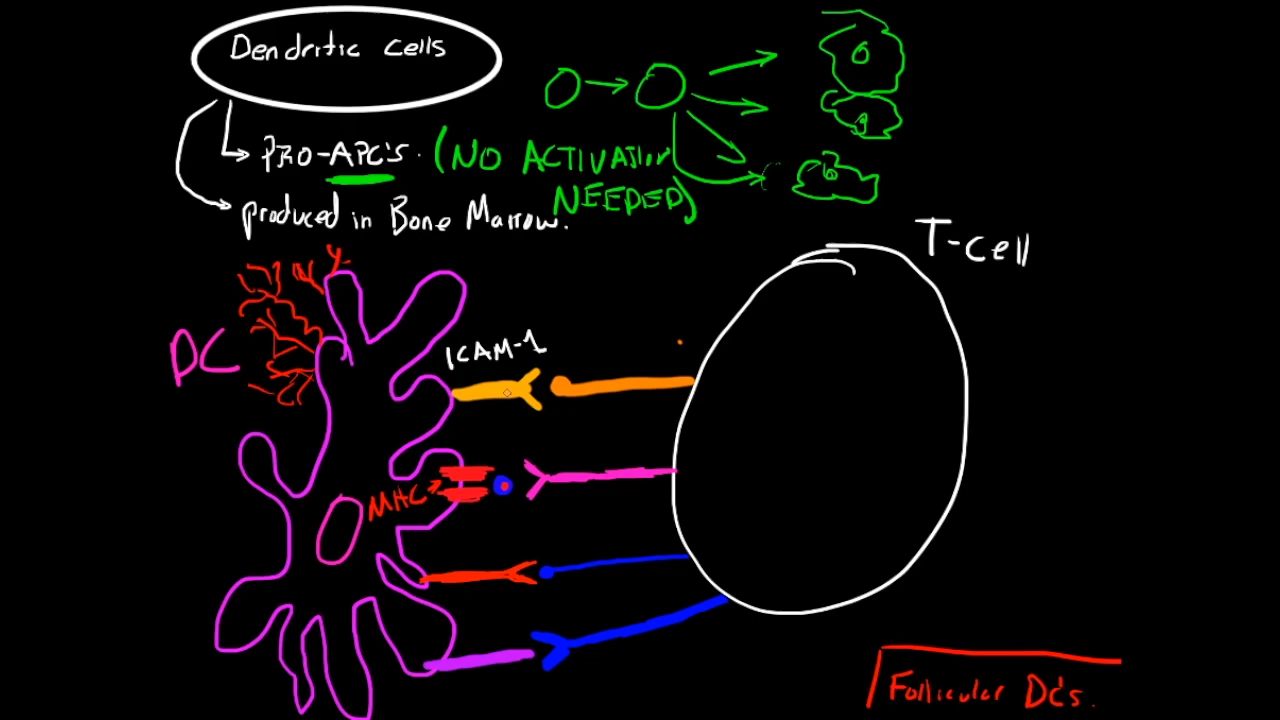 Dendritic cells
PRO-APC'S. (NO ACTIVATION
NEEDED)
produced in Bone Marrow.
T-cell
DC
ICAM-1
MHC
Follicular DC's.